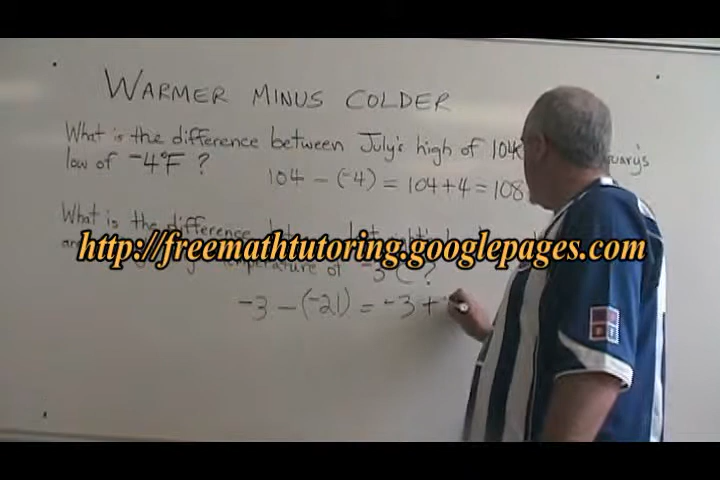 WARMER MINUS COLDER
What is the difference between July's high of 104
low of -4°F ?
104 - (-4) = 104 + 4 = 108
What is the difference
http://freemathtutoring.googlepages.com
temperature of -3°C ?
-3 - (-21) = -3 +